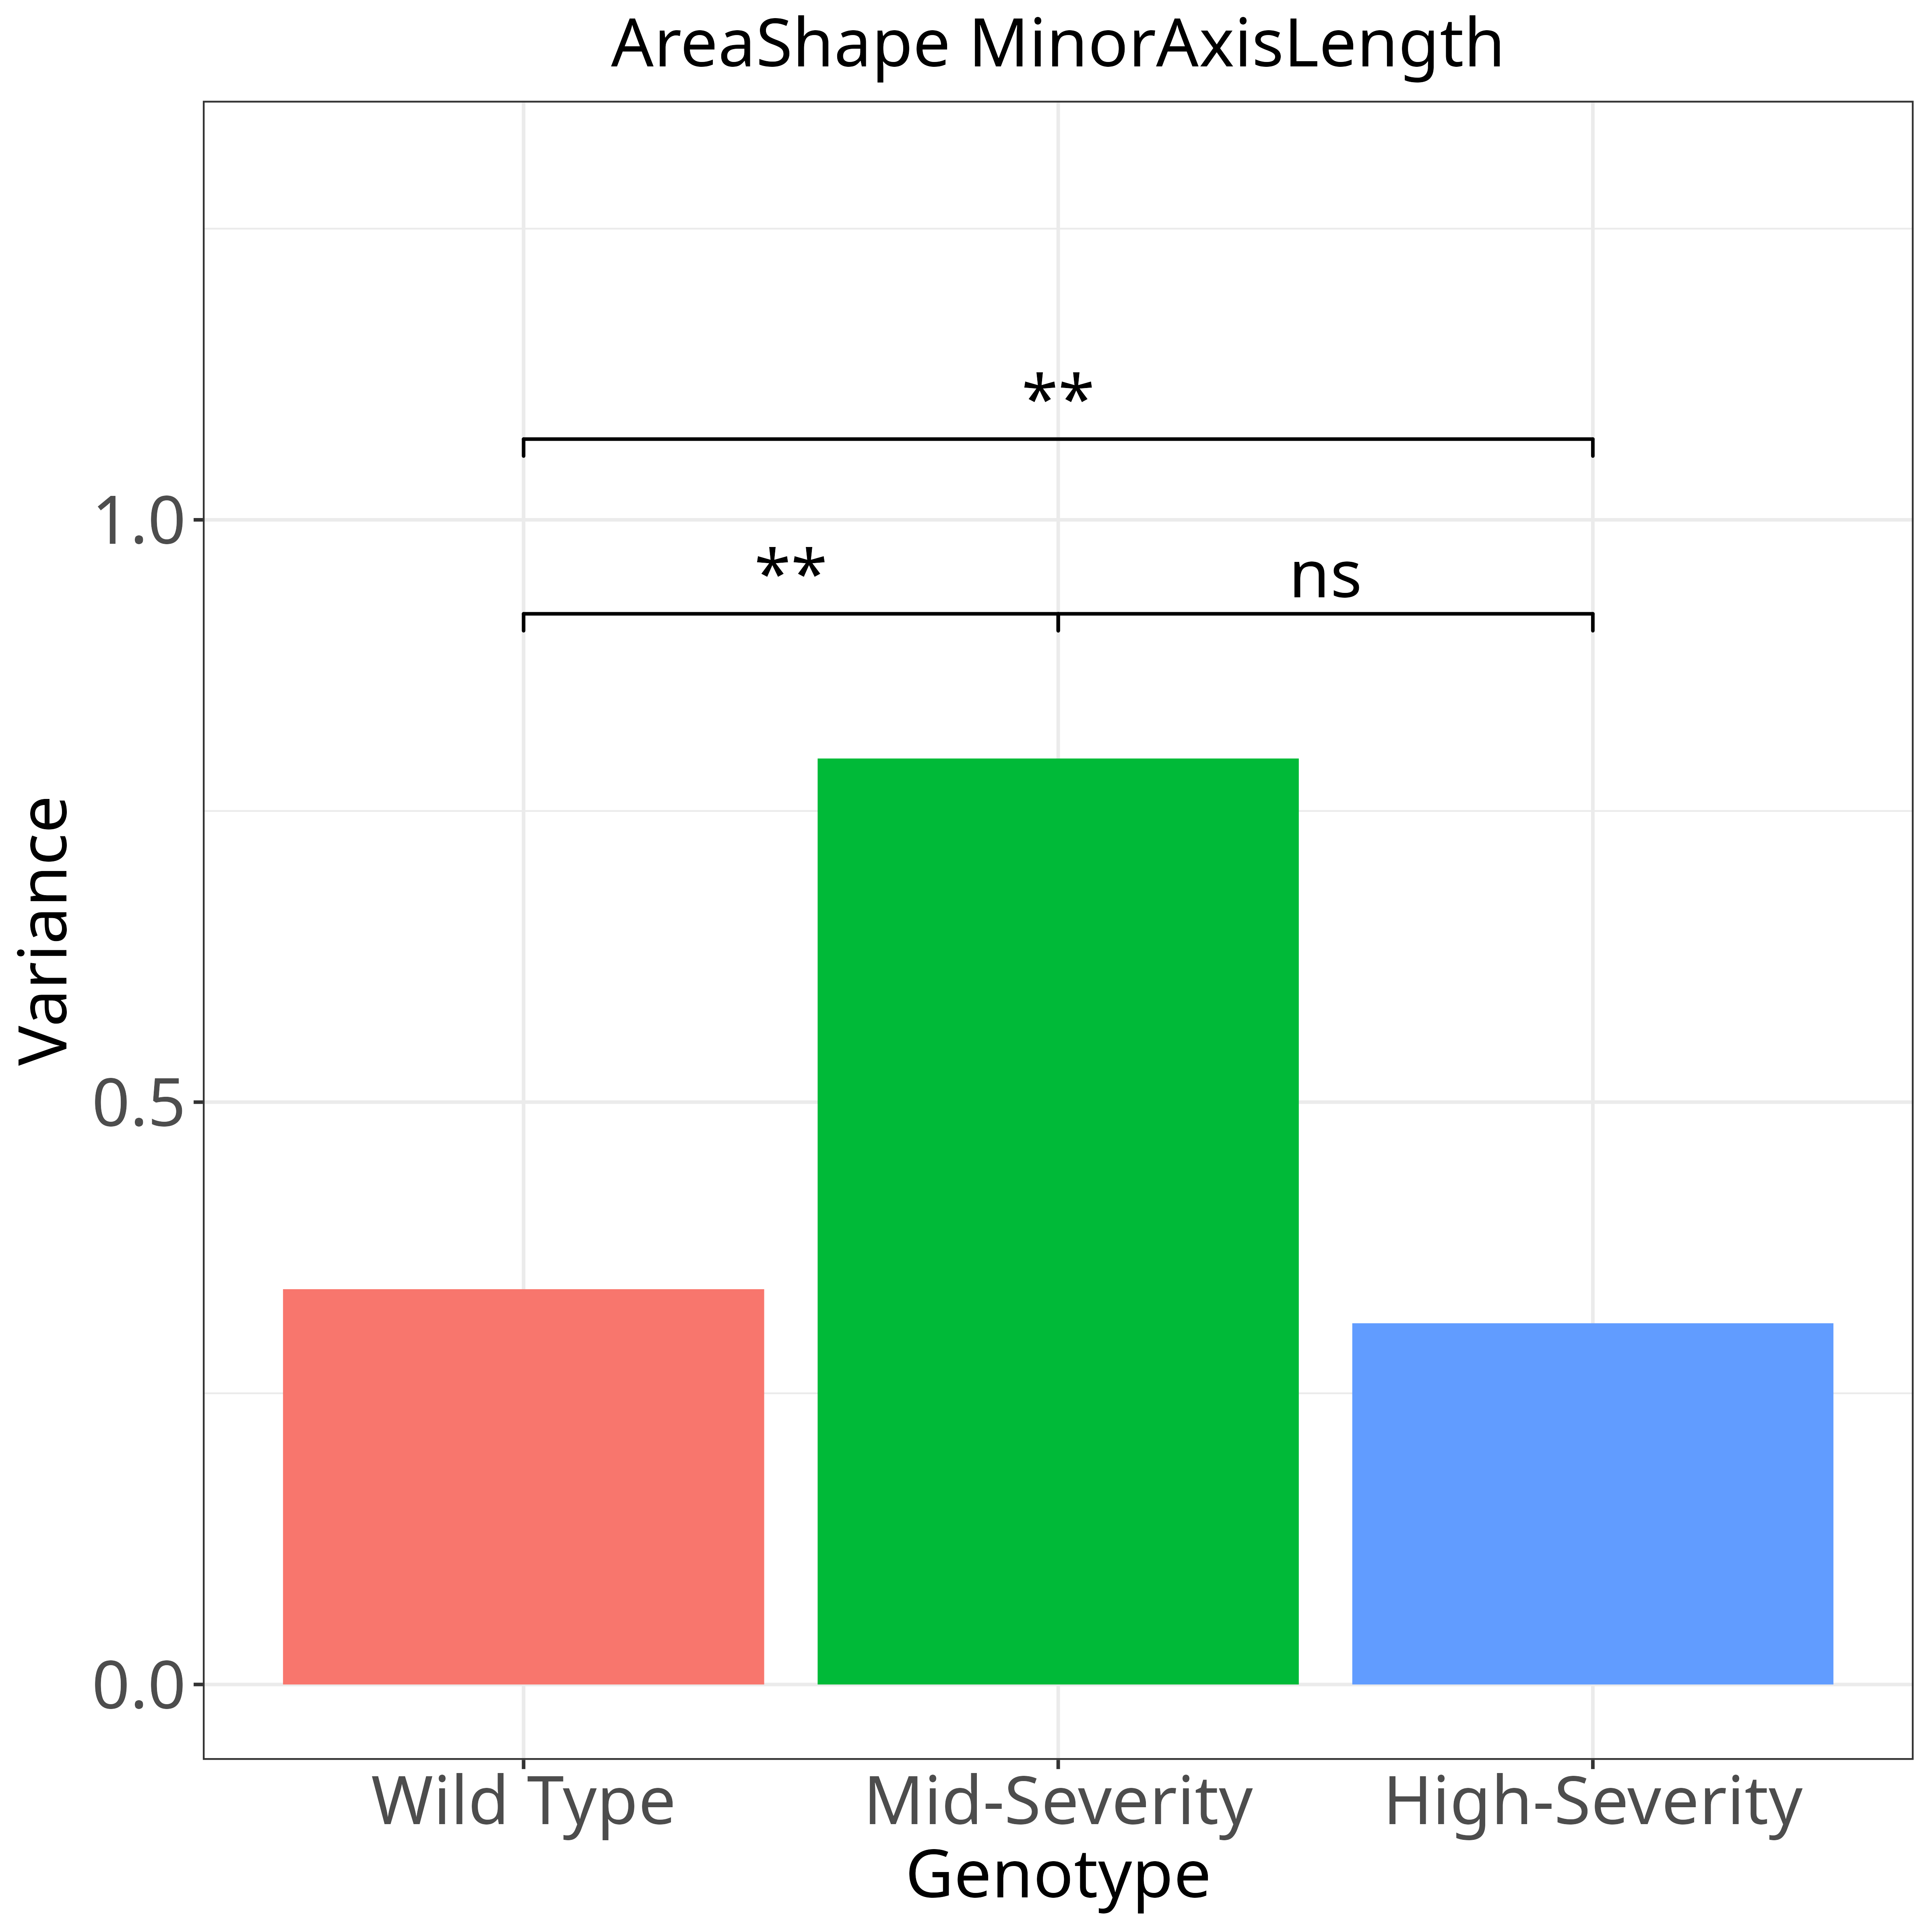 AreaShape MinorAxisLength
**
1.0
**
ns
Variance
0.5
0.0
Wild Type
Mid-Severity
High-Severity
Genotype